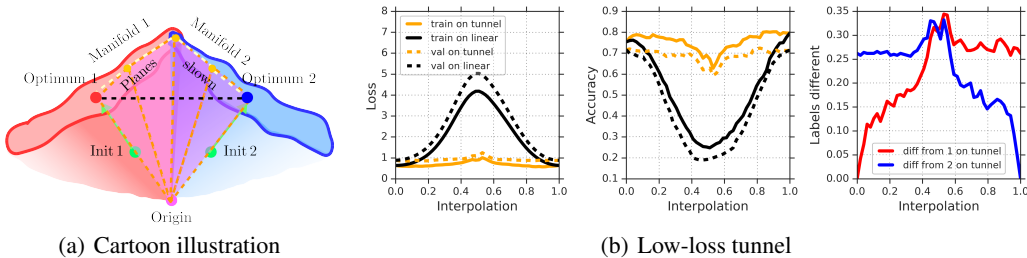 Manifold 1
Manifold 2
Optimum 1
Planes
shown
Optimum 2
Init 1
Init 2
Origin
(a) Cartoon illustration
Loss
8
7
6
5
4
3
2
1
0
train on tunnel
train on linear
val on tunnel
val on linear
0.0 0.2 0.4 0.6 0.8 1.0
Interpolation
Accuracy
0.9
0.8
0.7
0.6
0.5
0.4
0.3
0.2
0.1
0.0 0.2 0.4 0.6 0.8 1.0
Interpolation
Labels different
0.35
0.30
0.25
0.20
0.15
0.10
0.05
0.00
diff from 1 on tunnel
diff from 2 on tunnel
0.0 0.2 0.4 0.6 0.8 1.0
Interpolation
(b) Low-loss tunnel